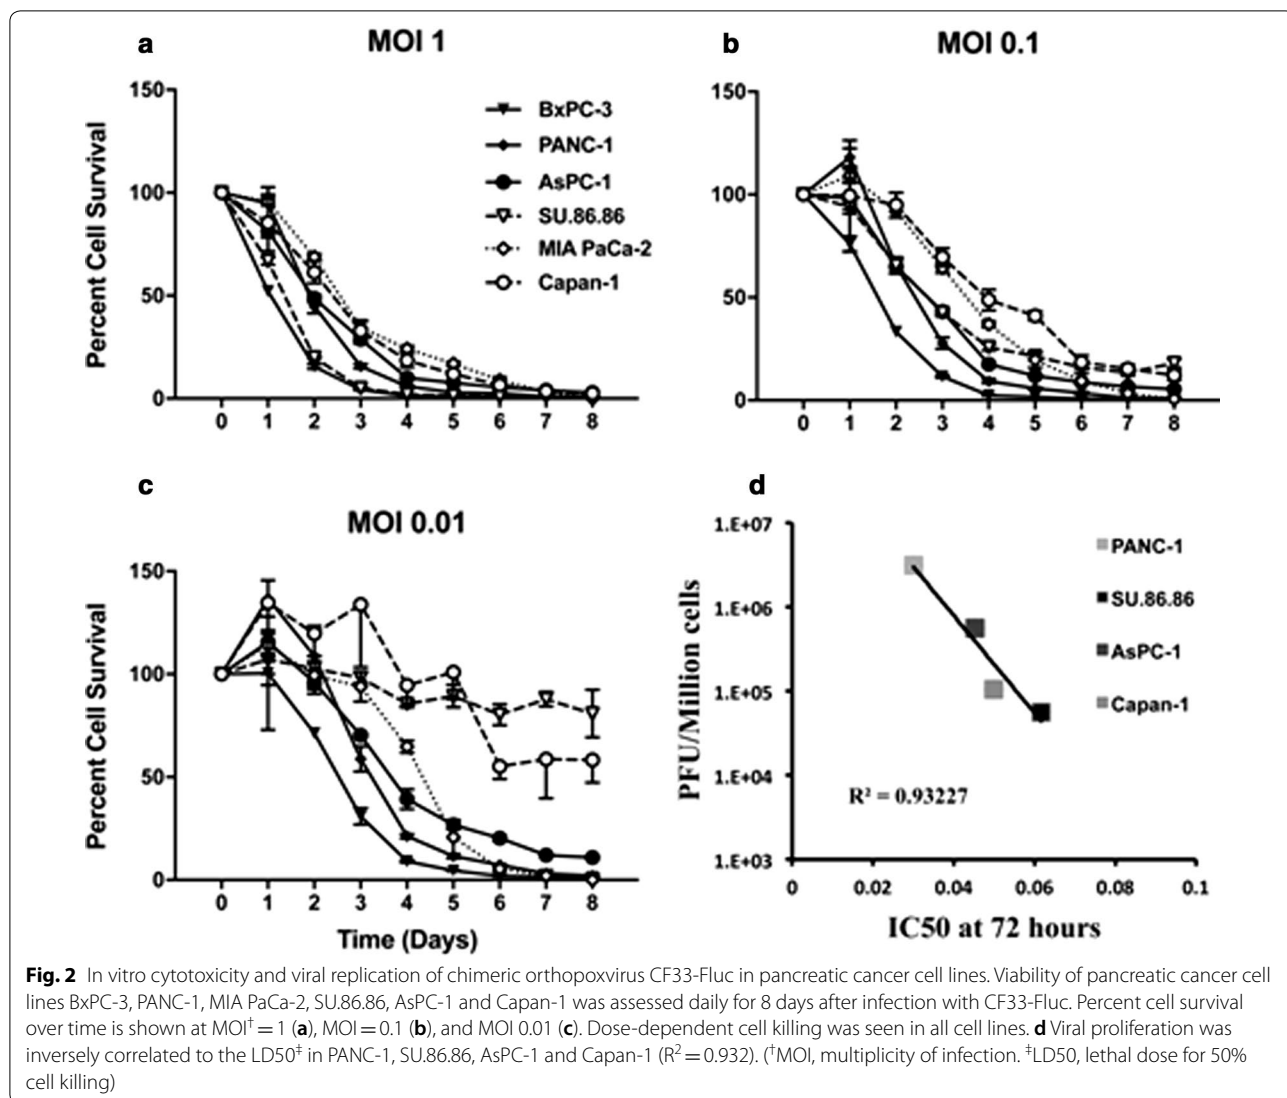 a
MOI 1
150
100
50
0
Percent Cell Survival
0 1 2 3 4 5 6 7 8
BxPC-3
PANC-1
AsPC-1
SU.86.86
MIA PaCa-2
Capan-1
b
MOI 0.1
150
100
50
0
0 1 2 3 4 5 6 7 8
c
MOI 0.01
150
100
50
0
Percent Cell Survival
0 1 2 3 4 5 6 7 8
Time (Days)
d
1.E+07
1.E+06
1.E+05
1.E+04
1.E+03
PFU/Million cells
PANC-1
SU.86.86
AsPC-1
Capan-1
R² = 0.93227
0 0.02 0.04 0.06 0.08 0.1
IC50 at 72 hours
Fig. 2 In vitro cytotoxicity and viral replication of chimeric orthopoxvirus CF33-Fluc in pancreatic cancer cell lines. Viability of pancreatic cancer cell
lines BxPC-3, PANC-1, MIA PaCa-2, SU.86.86, AsPC-1 and Capan-1 was assessed daily for 8 days after infection with CF33-Fluc. Percent cell survival
over time is shown at MOI† = 1 (a), MOI = 0.1 (b), and MOI 0.01 (c). Dose-dependent cell killing was seen in all cell lines. d Viral proliferation was
inversely correlated to the LD50‡ in PANC-1, SU.86.86, AsPC-1 and Capan-1 (R² = 0.932). (†MOI, multiplicity of infection. ‡LD50, lethal dose for 50%
cell killing)